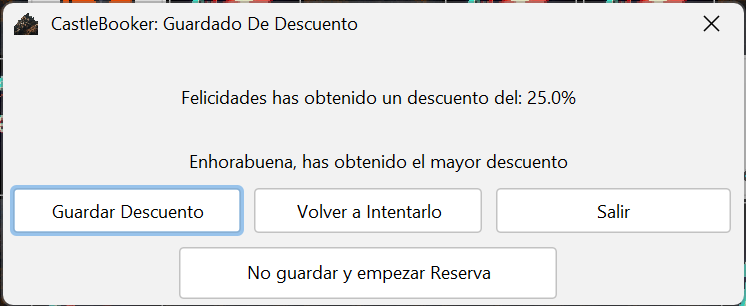 CastleBooker: Guardado De Descuento
Felicidades has obtenido un descuento del: 25.0%
Enhorabuena, has obtenido el mayor descuento
Guardar Descuento
Volver a Intentarlo
Salir
No guardar y empezar Reserva